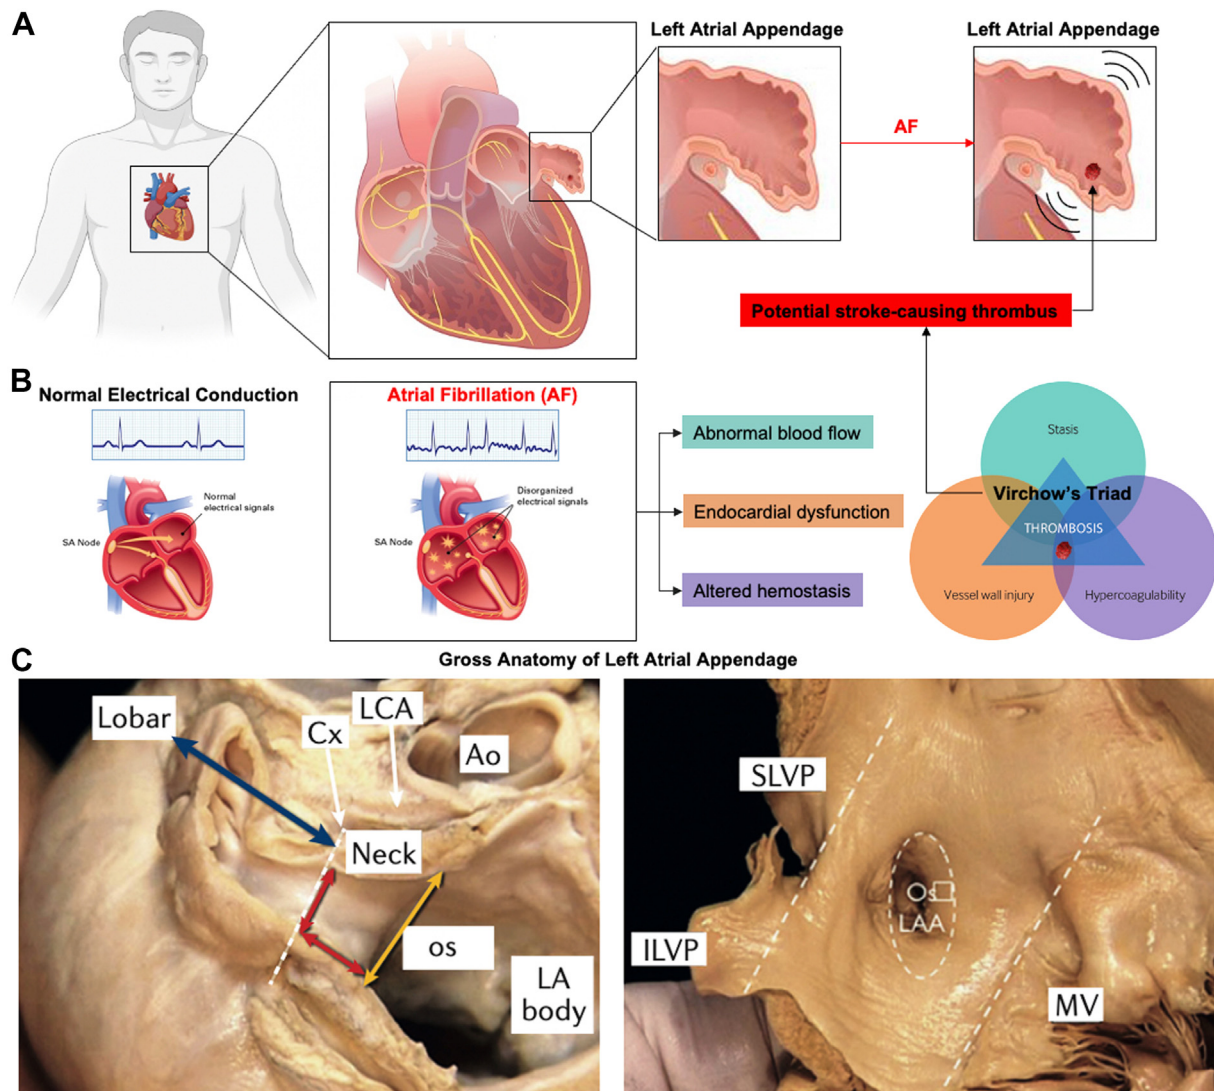 A
Left Atrial Appendage
Left Atrial Appendage
AF
Potential stroke-causing thrombus
B
Normal Electrical Conduction
Normal
electrical signals
SA Node
Atrial Fibrillation (AF)
Disorganized
electrical signals
SA Node
Abnormal blood flow
Endocardial dysfunction
Altered hemostasis
Stasis
Virchow's Triad
THROMBOSIS
Vessel wall injury
Hypercoagulability
C
Gross Anatomy of Left Atrial Appendage
Lobar
Cx
LCA
Ao
Neck
os
LA
body
SLVP
ILVP
Os
LAA
MV